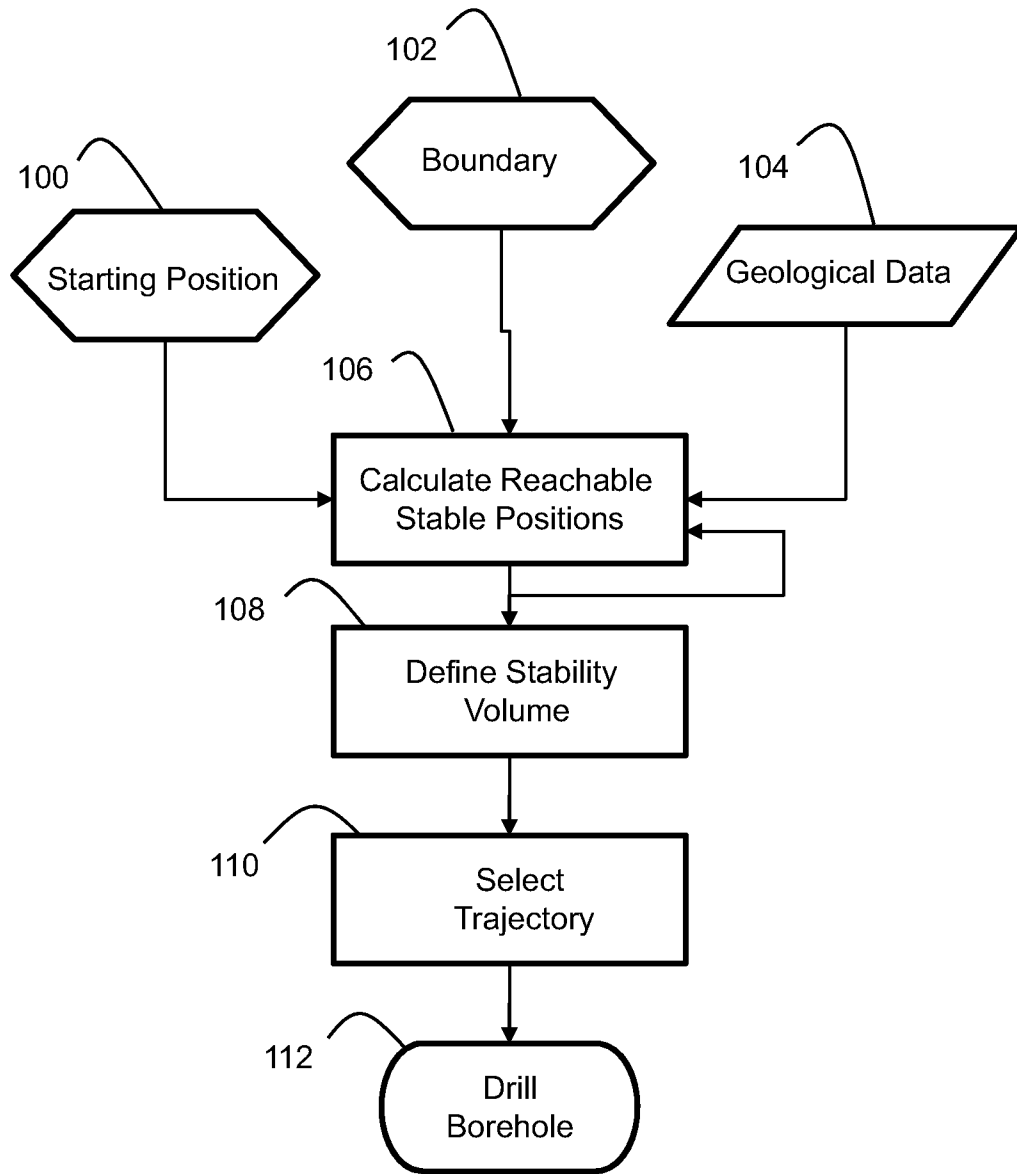 102
Boundary
100
Starting Position
104
Geological Data
106
Calculate Reachable
Stable Positions
108
Define Stability
Volume
110
Select
Trajectory
112
Drill
Borehole